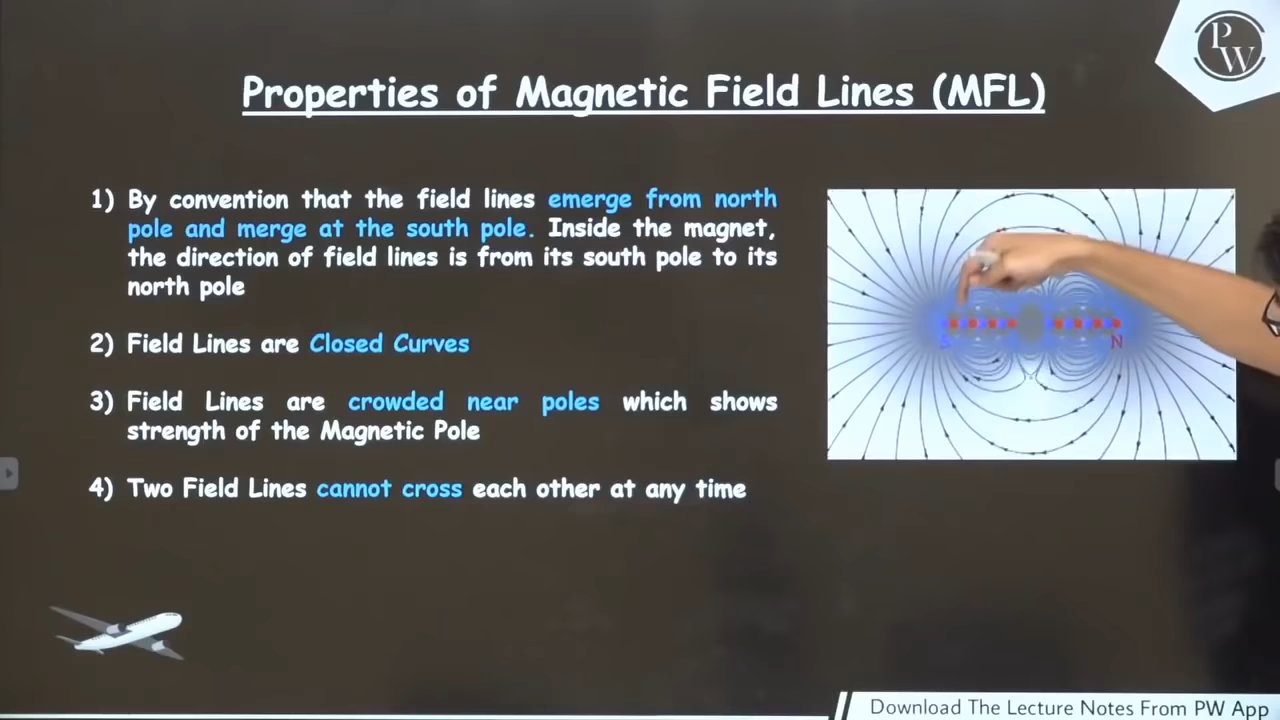 P
W
Properties of Magnetic Field Lines (MFL)
1) By convention that the field lines emerge from north
pole and merge at the south pole. Inside the magnet,
the direction of field lines is from its south pole to its
north pole
2) Field Lines are Closed Curves
3) Field Lines are crowded near poles which shows
strength of the Magnetic Pole
4) Two Field Lines cannot cross each other at any time
S
N
Download The Lecture Notes From PW App